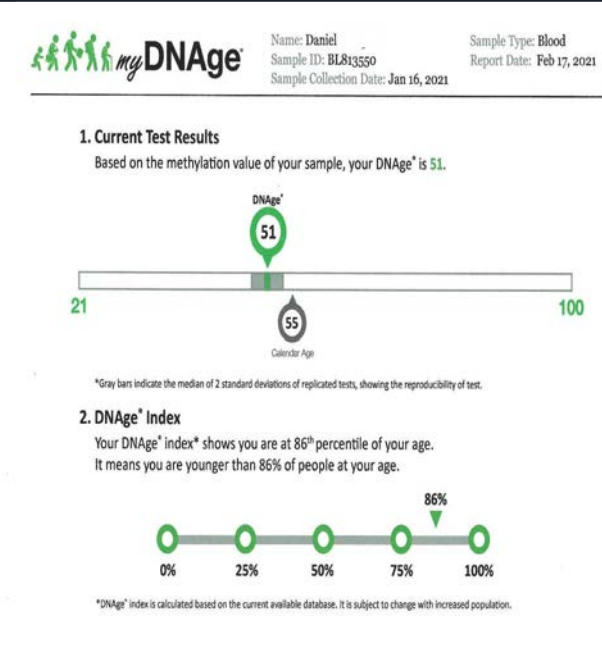 myDNAge®
Name: Daniel
Sample ID: BL813550
Sample Collection Date: Jan 16, 2021
Sample Type: Blood
Report Date: Feb 17, 2021
1. Current Test Results
Based on the methylation value of your sample, your DNAge® is 51.
DNAge®
51
21
100
55
Calendar Age
*Gray bars indicate the median of 2 standard deviations of replicated tests, showing the reproducibility of test.
2. DNAge® Index
Your DNAge® index* shows you are at 86th percentile of your age.
It means you are younger than 86% of people at your age.
86%
0% 25% 50% 75% 100%
*DNAge® index is calculated based on the current available database. It is subject to change with increased population.